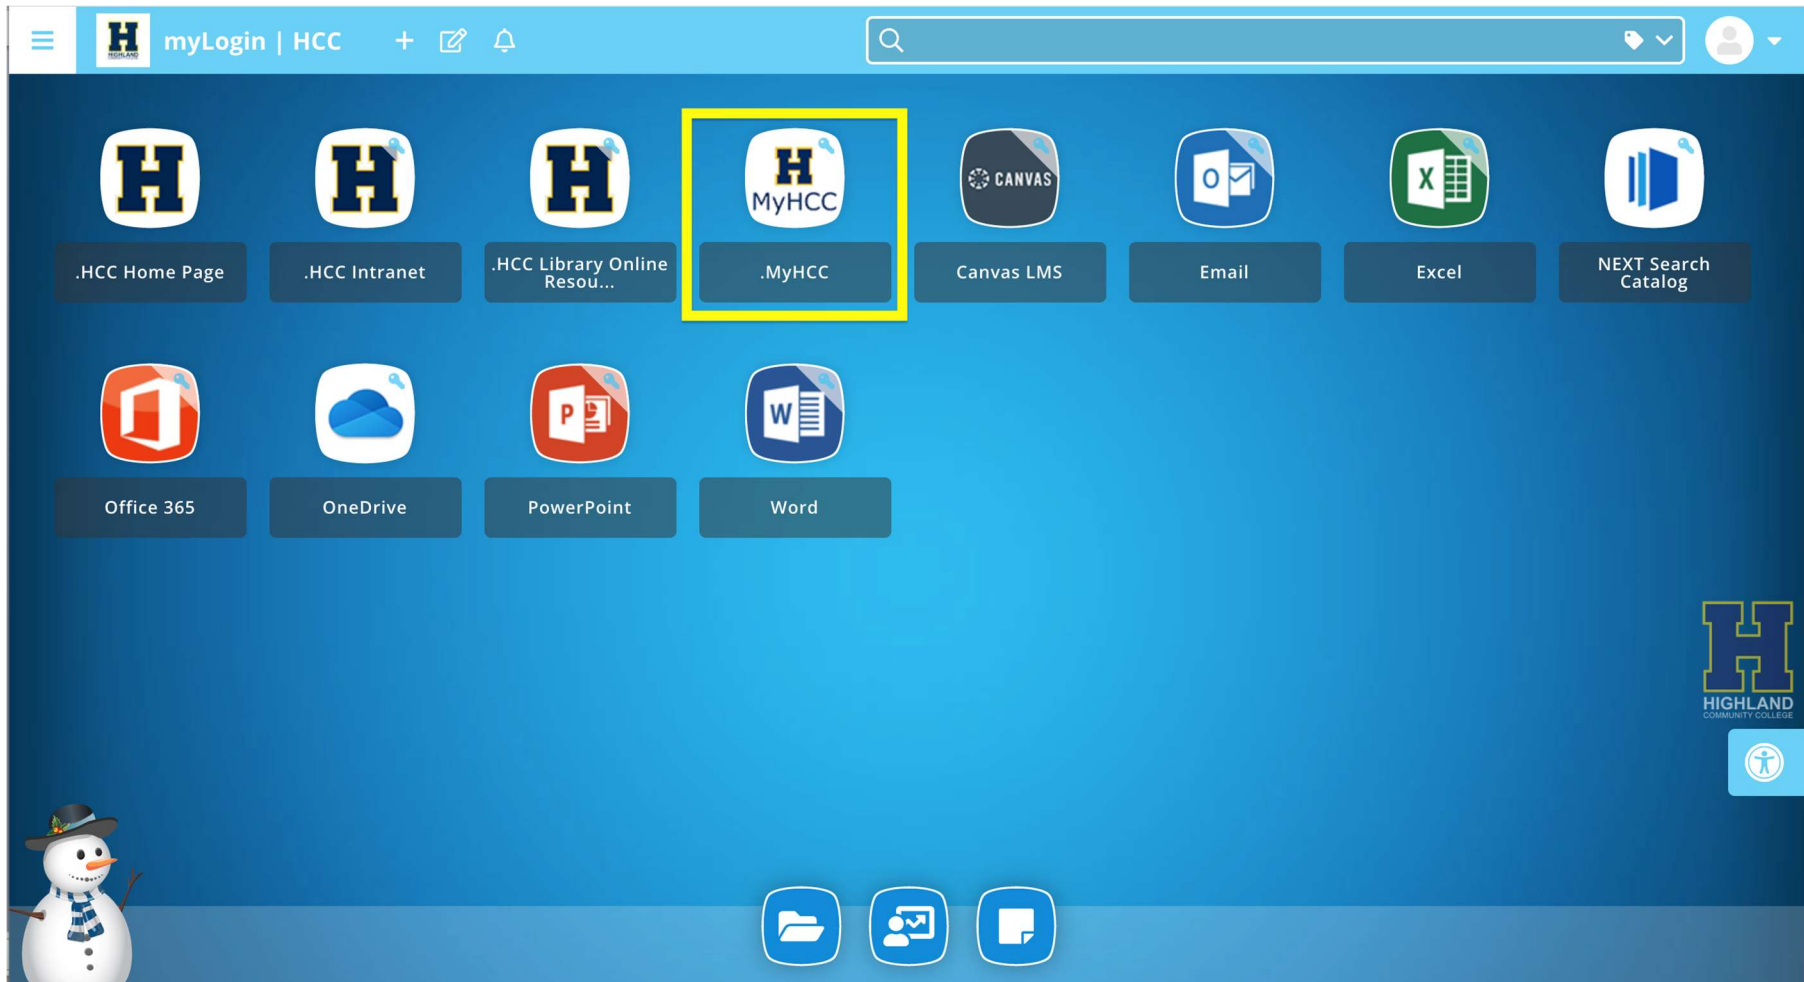 HIGHLAND
myLogin | HCC
H
H
H
H
MyHCC
CANVAS
O
X
.HCC Home Page
.HCC Intranet
.HCC Library Online
Resou...
.MyHCC
Canvas LMS
Email
Excel
NEXT Search
Catalog
P
W
Office 365
OneDrive
PowerPoint
Word
H
HIGHLAND
COMMUNITY COLLEGE